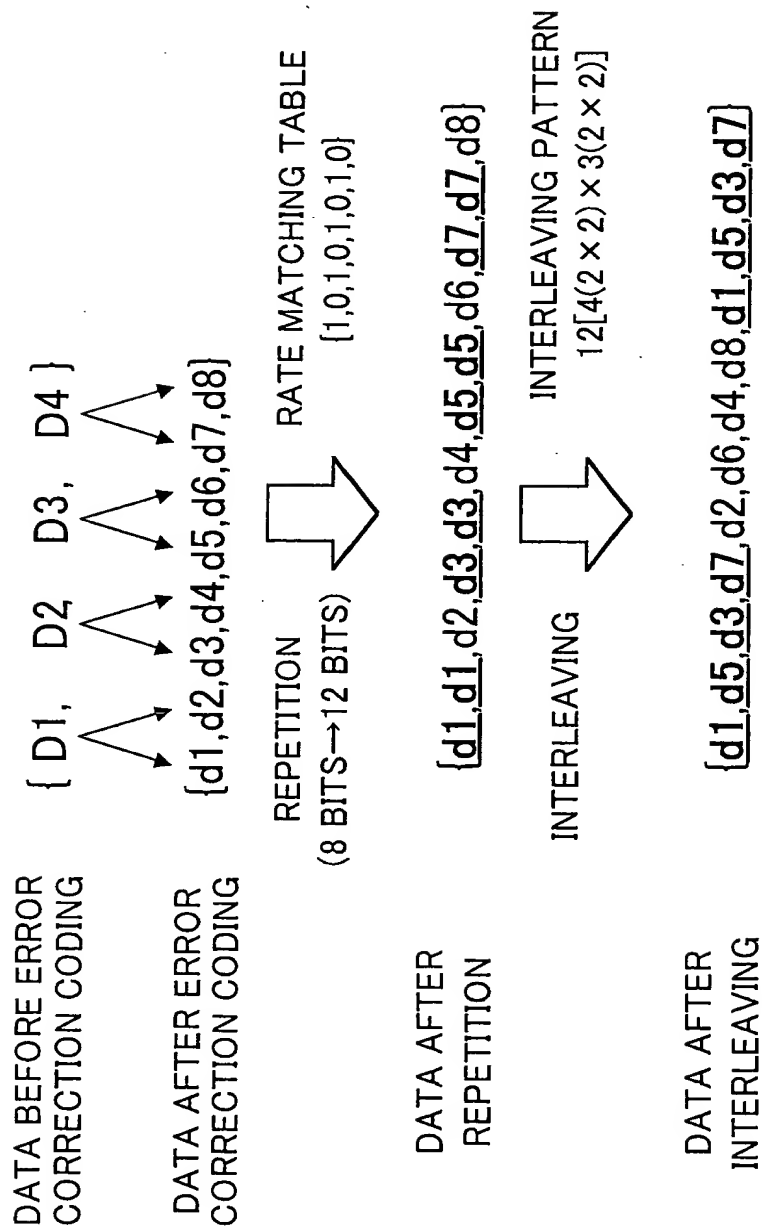 DATA BEFORE ERROR
CORRECTION CODING
{ D1, D2, D3, D4 }
DATA AFTER ERROR
CORRECTION CODING
{d1,d2,d3,d4,d5,d6,d7,d8}
REPETITION
(8 BITS→12 BITS)
RATE MATCHING TABLE
{1,0,1,0,1,0,1,0}
DATA AFTER
REPETITION
{d1,d1,d2,d3,d3,d4,d5,d5,d6,d7,d7,d8}
INTERLEAVING
INTERLEAVING PATTERN
12[4(2×2)×3(2×2)]
DATA AFTER
INTERLEAVING
{d1,d5,d3,d7,d2,d6,d4,d8,d1,d5,d3,d7}